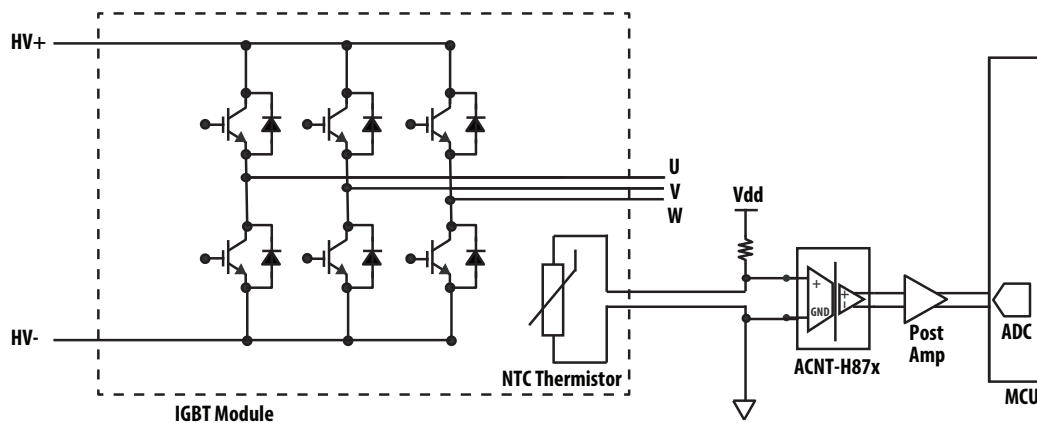 HV+
U
V
W
Vdd
+
GND
+
−
HV-
NTC Thermistor
IGBT Module
ACNT-H87x
Post
Amp
ADC
MCU